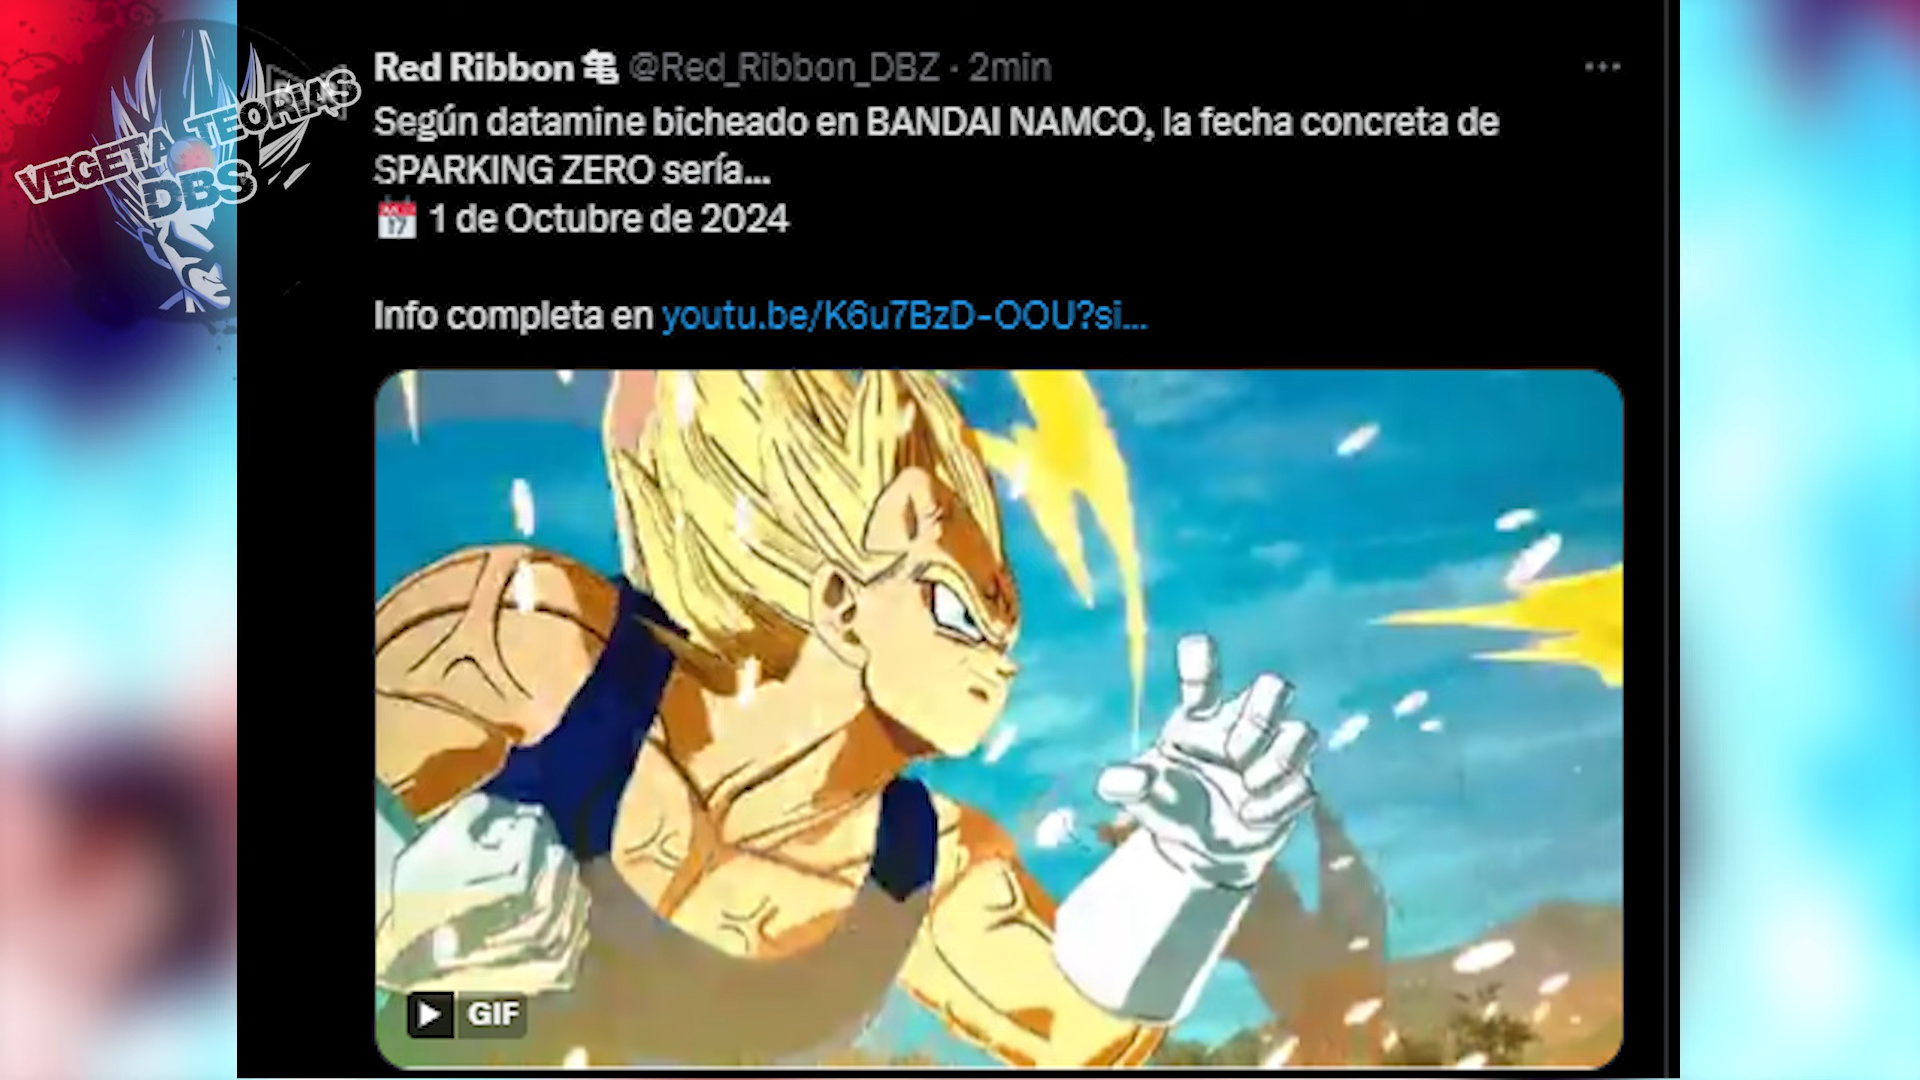 Red Ribbon 亀 @Red_Ribbon_DBZ · 2min
Según datamine bicheado en BANDAI NAMCO, la fecha concreta de
SPARKING ZERO sería...
17 1 de Octubre de 2024
Info completa en youtu.be/K6u7BzD-OOU?si...
VEGETA TEORIAS
DBS
GIF